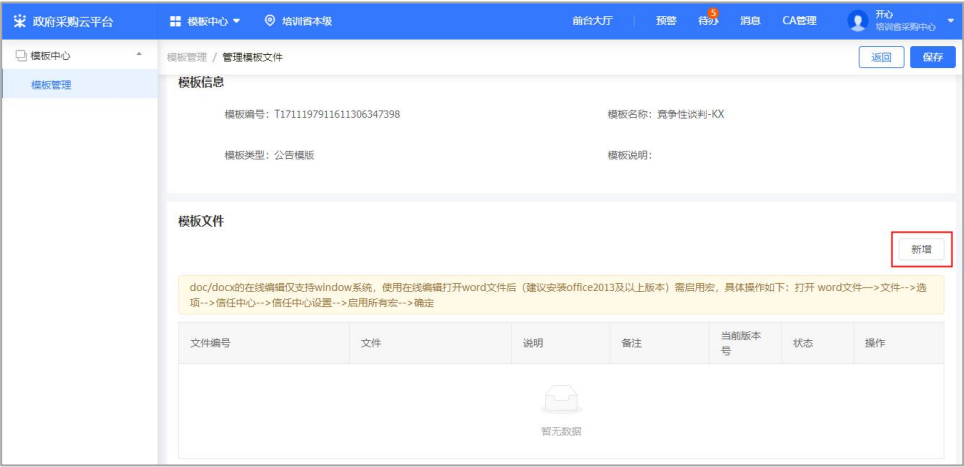 政府采购云平台
模板中心
培训省本级
前台大厅
预警
待办
5
消息
CA管理
开心
培训省采购中心
模板中心
模板管理
模板管理 / 管理模板文件
返回
保存
模板信息
模板编号：T1711197911611306347398
模板名称：竞争性谈判-KX
模板类型：公告模版
模板说明：
模板文件
新增
doc/docx的在线编辑仅支持window系统，使用在线编辑打开word文件后（建议安装office2013及以上版本）需启用宏，具体操作如下：打开 word文件—>文件-->选
项-->信任中心-->信任中心设置-->启用所有宏-->确定
文件编号
文件
说明
备注
当前版本
号
状态
操作
暂无数据